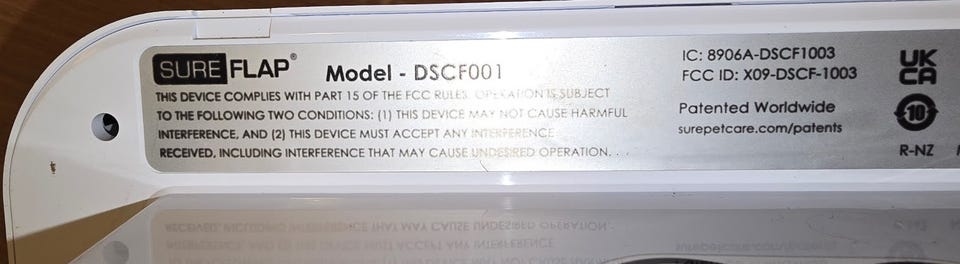 SUREFLAP® Model - DSCF001
THIS DEVICE COMPLIES WITH PART 15 OF THE FCC RULES. OPERATION IS SUBJECT
TO THE FOLLOWING TWO CONDITIONS: (1) THIS DEVICE MAY NOT CAUSE HARMFUL
INTERFERENCE, AND (2) THIS DEVICE MUST ACCEPT ANY INTERFERENCE
RECEIVED, INCLUDING INTERFERENCE THAT MAY CAUSE UNDESIRED OPERATION.
IC: 8906A-DSCF1003
FCC ID: X09-DSCF-1003
Patented Worldwide
surepetcare.com/patents
UK
CA
10
R-NZ